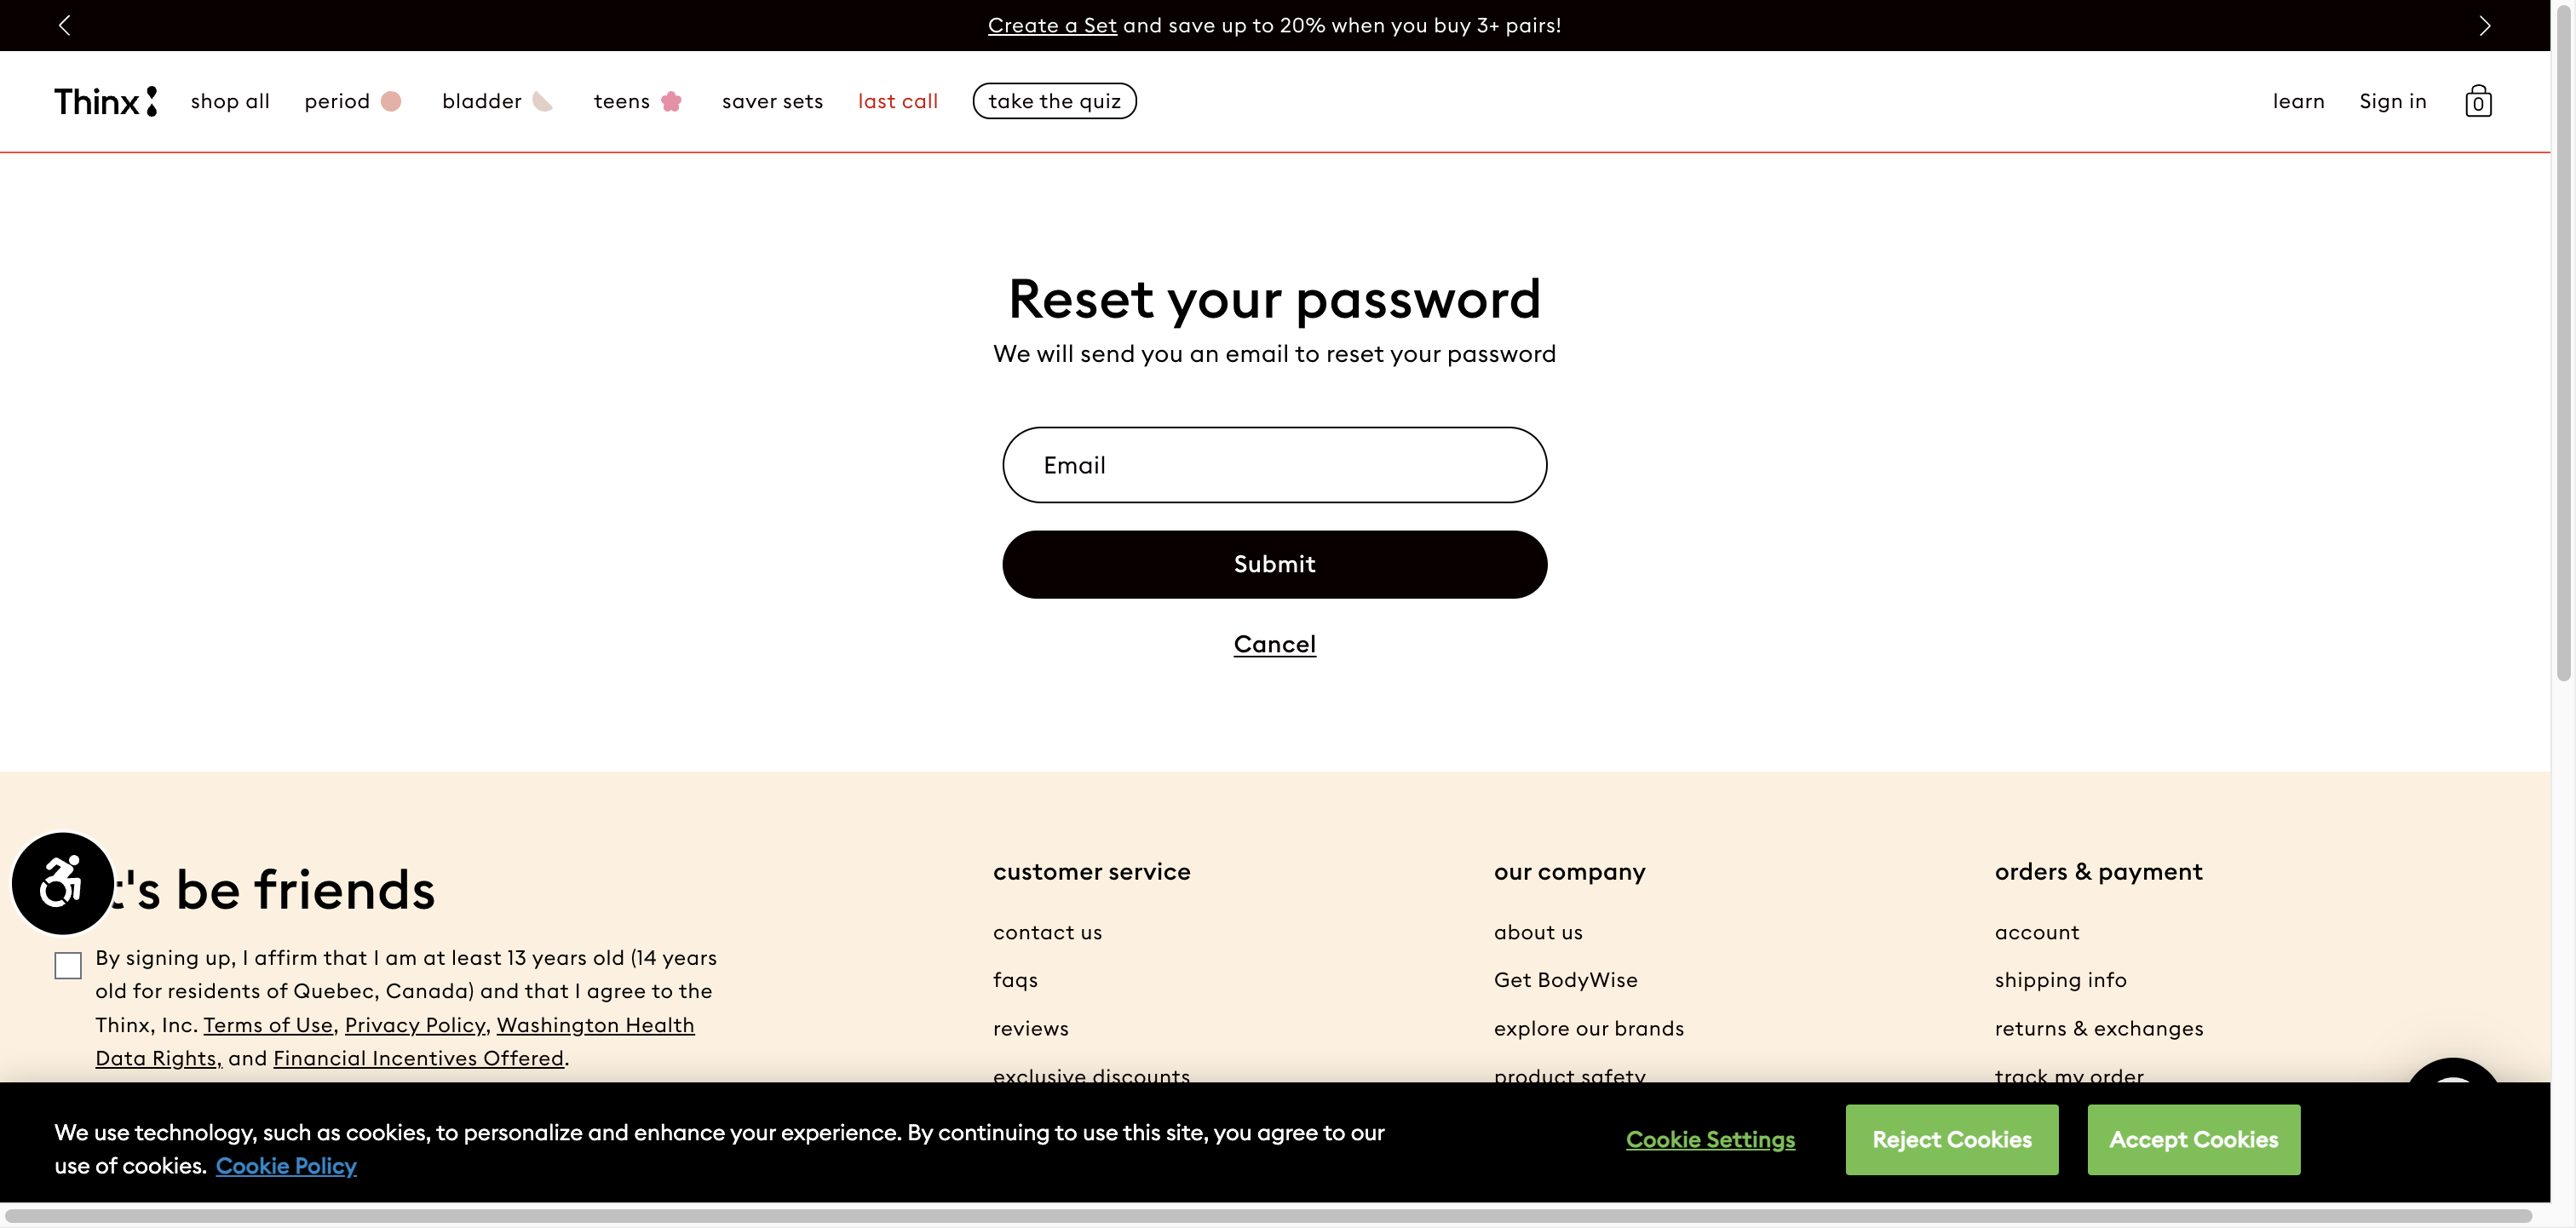 Create a Set and save up to 20% when you buy 3+ pairs!
Thinx shop all period bladder teens saver sets last call take the quiz learn Sign in 0
Reset your password
We will send you an email to reset your password
Email
Submit
Cancel
t's be friends
By signing up, I affirm that I am at least 13 years old (14 years
old for residents of Quebec, Canada) and that I agree to the
Thinx, Inc. Terms of Use, Privacy Policy, Washington Health
Data Rights, and Financial Incentives Offered.
customer service
contact us
faqs
reviews
exclusive discounts
our company
about us
Get BodyWise
explore our brands
product safety
orders & payment
account
shipping info
returns & exchanges
track my order
We use technology, such as cookies, to personalize and enhance your experience. By continuing to use this site, you agree to our
use of cookies. Cookie Policy
Cookie Settings
Reject Cookies
Accept Cookies